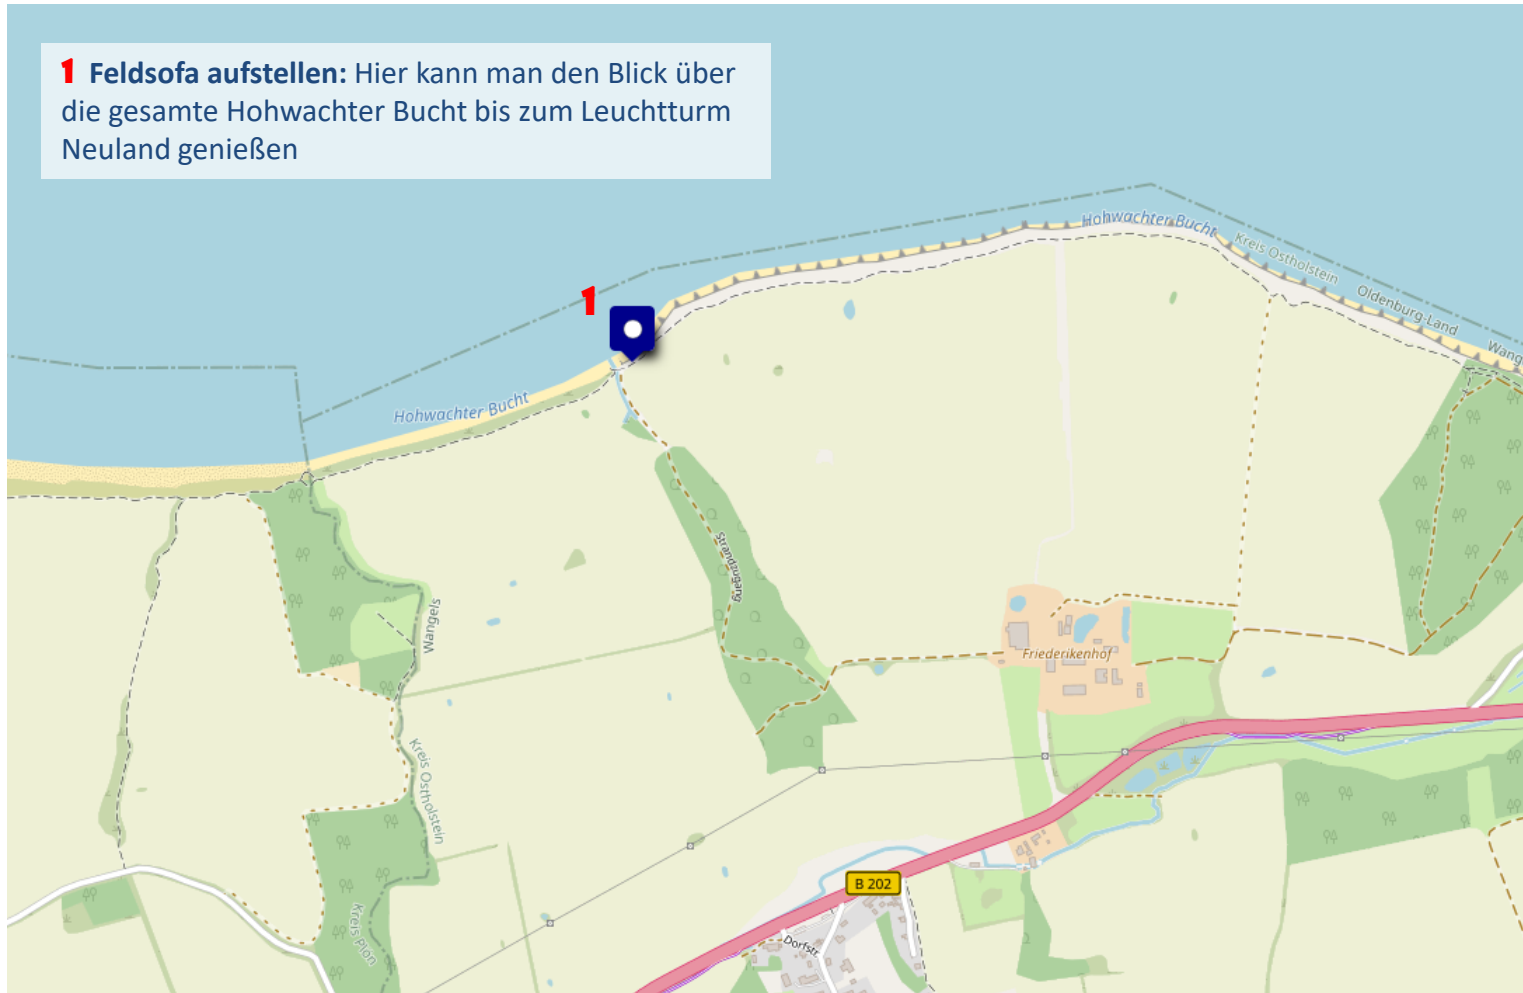 1 Feldsofa aufstellen: Hier kann man den Blick über
die gesamte Hohwachter Bucht bis zum Leuchtturm
Neuland genießen
Hohwachter Bucht
Kreis Ostholstein
Oldenburg-Land
Wang
1
Hohwachter Bucht
Strandzugang
Wangels
Friederikenhof
Kreis Ostholstein
B 202
Kreis Plön
Dorfstr.